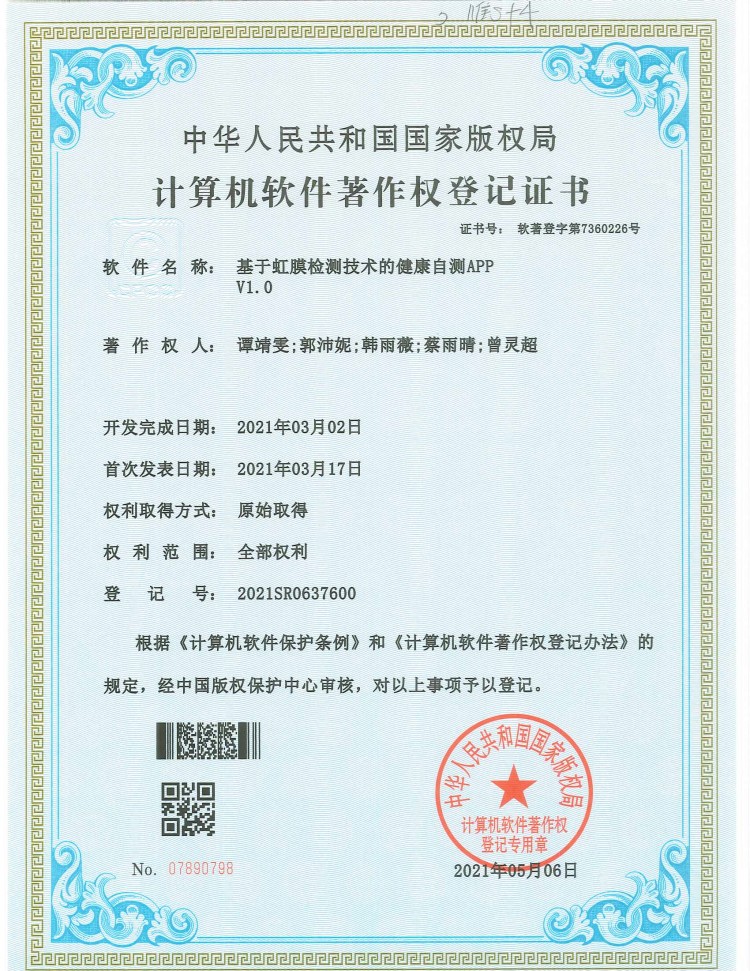 中华人民共和国国家版权局
计算机软件著作权登记证书
证书号： 软著登字第7360226号
软件名称： 基于虹膜检测技术的健康自测APP
V1.0
著作权人： 谭靖雯;郭沛妮;韩雨薇;蔡雨晴;曾灵超
开发完成日期： 2021年03月02日
首次发表日期： 2021年03月17日
权利取得方式： 原始取得
权利范围： 全部权利
登记号： 2021SR0637600
根据《计算机软件保护条例》和《计算机软件著作权登记办法》的
规定，经中国版权保护中心审核，对以上事项予以登记。
中华人民共和国国家版权局
计算机软件著作权
登记专用章
No. 07890798
2021年05月06日